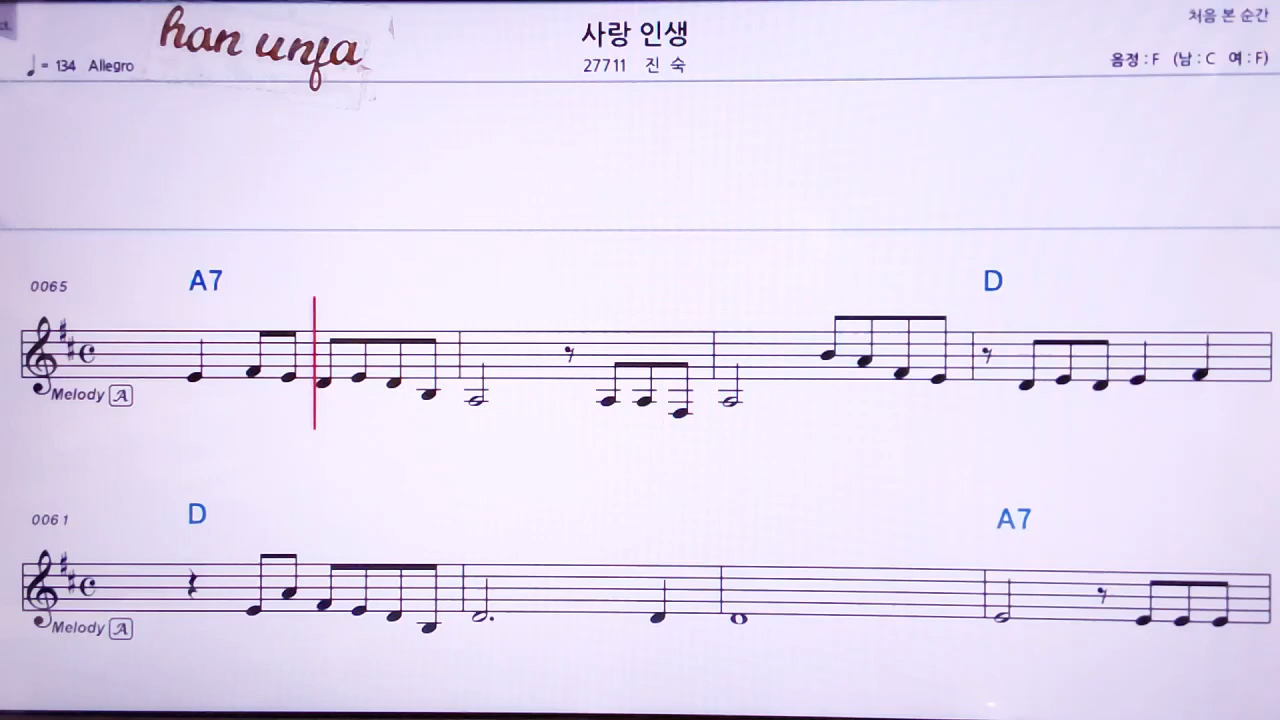 han unfa
사랑 인생
처음 본 순간
= 134 Allegro
27711 진 숙
음정 : F (남 : C 여 : F)
0065
A7
D
Melody A
0061
D
A7
Melody A